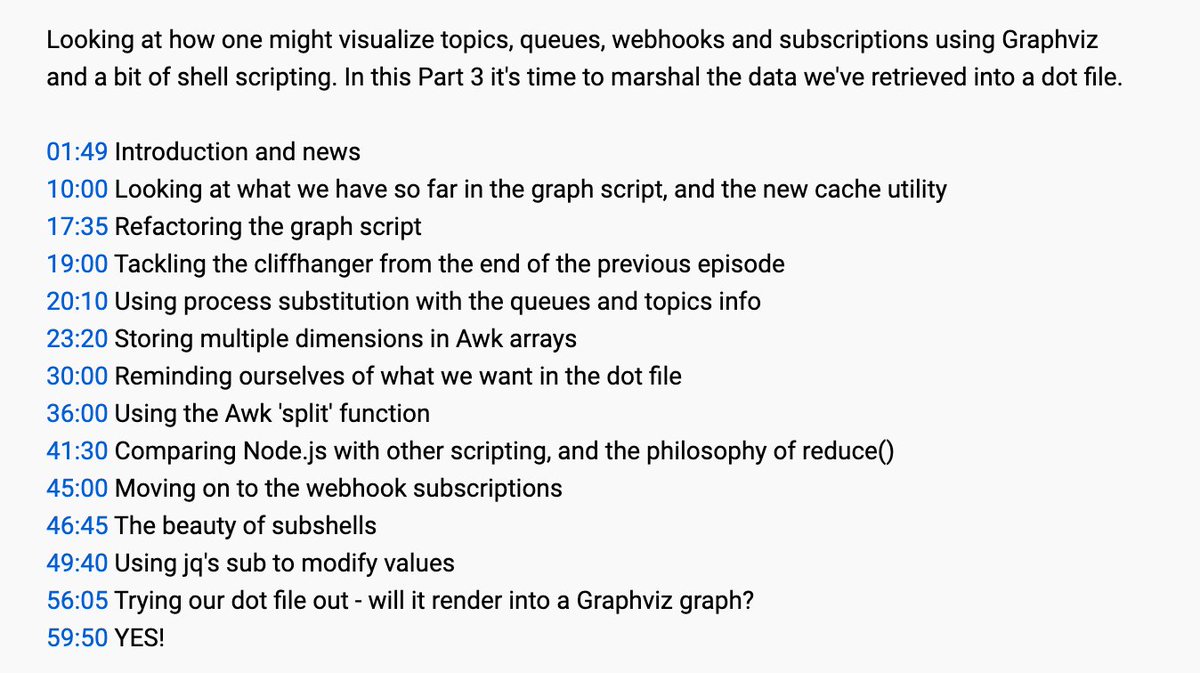 Looking at how one might visualize topics, queues, webhooks and subscriptions using Graphviz
and a bit of shell scripting. In this Part 3 it's time to marshal the data we've retrieved into a dot file.
01:49 Introduction and news
10:00 Looking at what we have so far in the graph script, and the new cache utility
17:35 Refactoring the graph script
19:00 Tackling the cliffhanger from the end of the previous episode
20:10 Using process substitution with the queues and topics info
23:20 Storing multiple dimensions in Awk arrays
30:00 Reminding ourselves of what we want in the dot file
36:00 Using the Awk 'split' function
41:30 Comparing Node.js with other scripting, and the philosophy of reduce()
45:00 Moving on to the webhook subscriptions
46:45 The beauty of subshells
49:40 Using jq's sub to modify values
56:05 Trying our dot file out - will it render into a Graphviz graph?
59:50 YES!